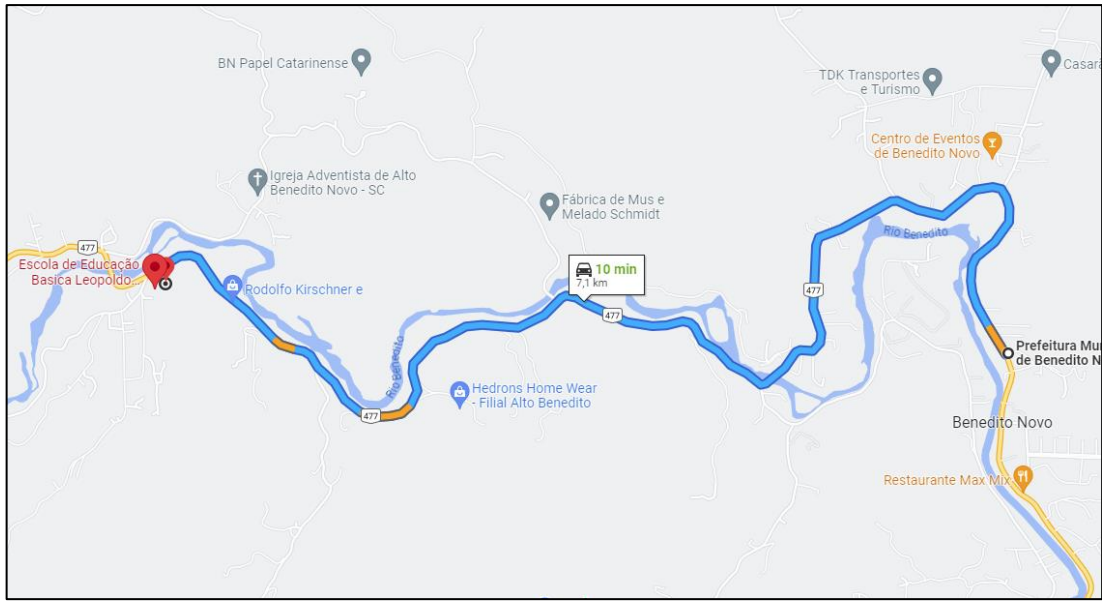 BN Papel Catarinense
TDK Transportes
e Turismo
Casarã
Centro de Eventos
de Benedito Novo
Igreja Adventista de Alto
Benedito Novo - SC
Fábrica de Mus e
Melado Schmidt
Rio Benedito
477
Escola de Educação
Basica Leopoldo
10 min
7,1 km
Rodolfo Kirschner e
477
477
Rio Benedito
Prefeitura Mun
de Benedito N
Hedrons Home Wear
- Filial Alto Benedito
477
Benedito Novo
Restaurante Max Mix